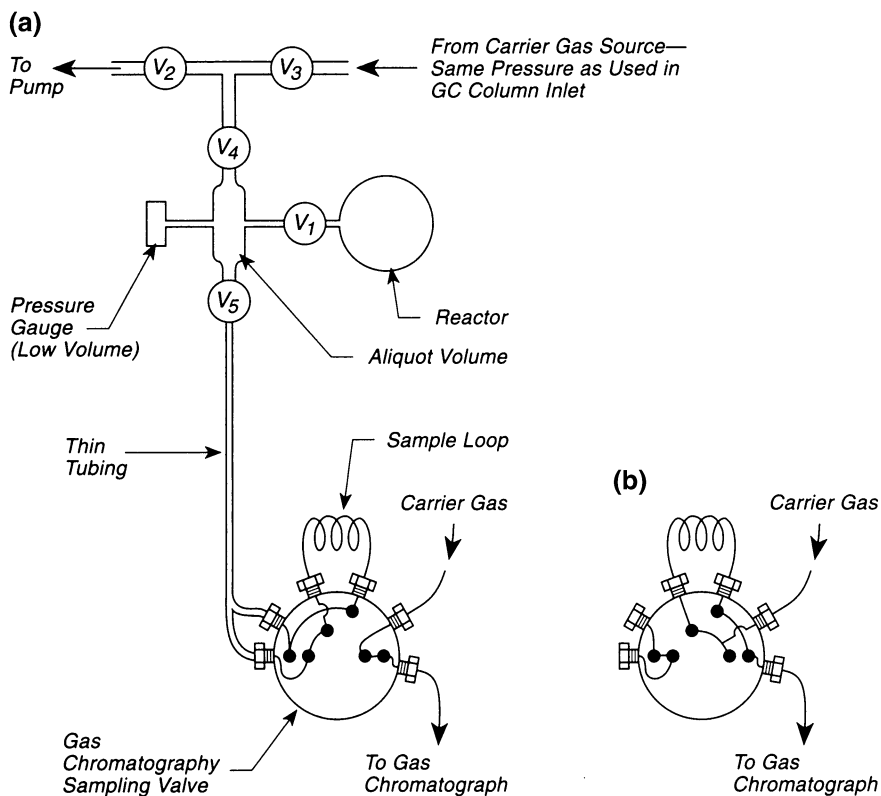 (a)
To
Pump
V2
V3
From Carrier Gas Source—
Same Pressure as Used in
GC Column Inlet
V4
V1
V5
Pressure
Gauge
(Low Volume)
Reactor
Aliquot Volume
Thin
Tubing
Sample Loop
Carrier Gas
(b)
Carrier Gas
Gas
Chromatography
Sampling Valve
To Gas
Chromatograph
To Gas
Chromatograph